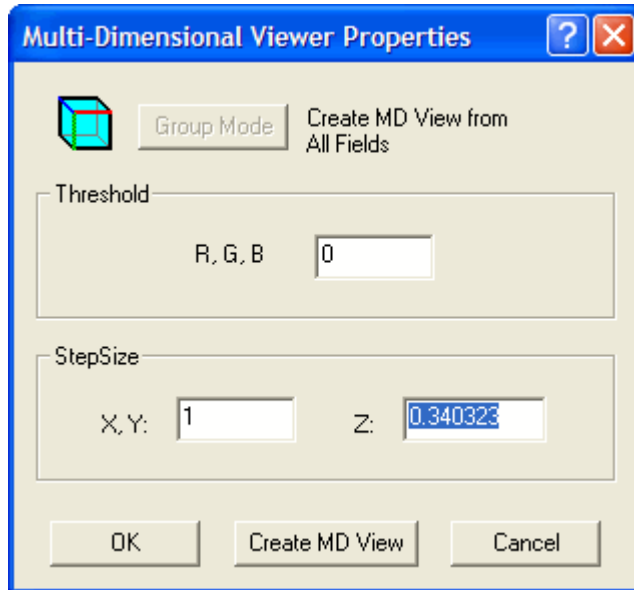 Multi-Dimensional Viewer Properties
?
Group Mode
Create MD View from
All Fields
Threshold
R, G, B
0
StepSize
X, Y:
1
Z:
0.340323
OK
Create MD View
Cancel